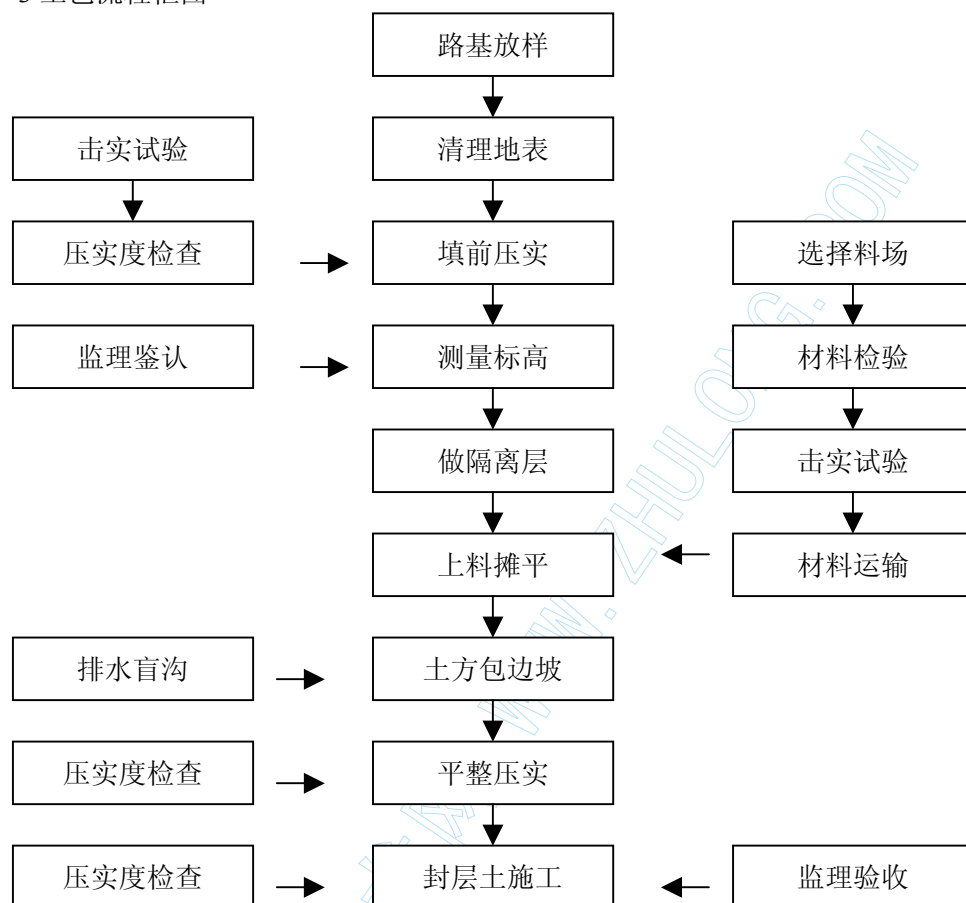 路基放样
击实试验
清理地表
压实度检查
填前压实
选择料场
监理鉴认
测量标高
材料检验
做隔离层
击实试验
上料摊平
材料运输
排水盲沟
土方包边坡
压实度检查
平整压实
压实度检查
封层土施工
监理验收
WWW.ZHULONG.COM